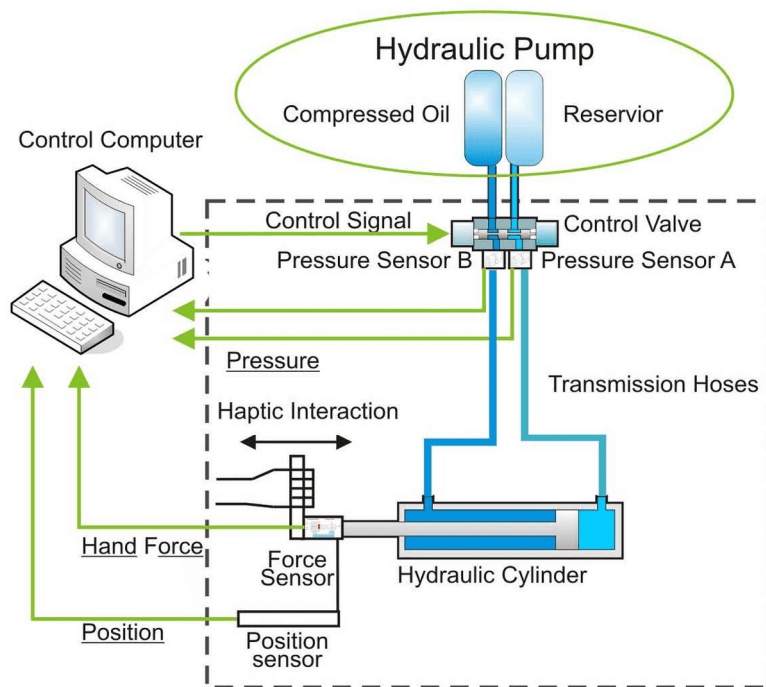 Hydraulic Pump
Compressed Oil
Reservior
Control Computer
Control Signal
Control Valve
Pressure Sensor B
Pressure Sensor A
Pressure
Transmission Hoses
Haptic Interaction
Hand Force
Force
Sensor
Hydraulic Cylinder
Position
Position
sensor